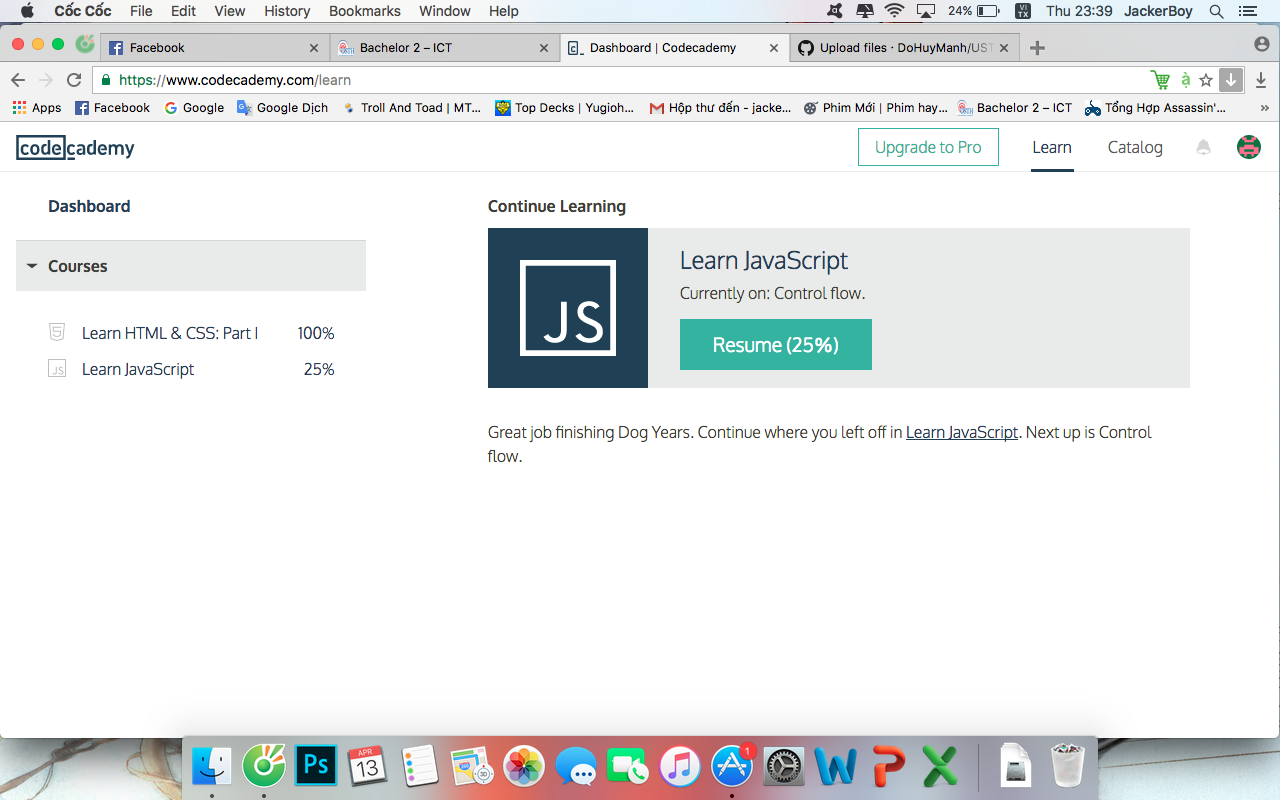 Cốc Cốc File Edit View History Bookmarks Window Help 24% VI TX Thu 23:39 JackerBoy
Facebook Bachelor 2 – ICT Dashboard | Codecademy Upload files · DoHuyManh/UST
https://www.codecademy.com/learn à
Apps Facebook Google Google Dịch Troll And Toad | MT... Top Decks | Yugioh... Hộp thư đến - jacke... Phim Mới | Phim hay... Bachelor 2 – ICT Tổng Hợp Assassin'... »
codecademy Upgrade to Pro Learn Catalog
Dashboard
Courses
Learn HTML & CSS: Part I 100%
JS Learn JavaScript 25%
Continue Learning
JS
Learn JavaScript
Currently on: Control flow.
Resume (25%)
Great job finishing Dog Years. Continue where you left off in Learn JavaScript. Next up is Control
flow.
Ps APR 13 3D 1